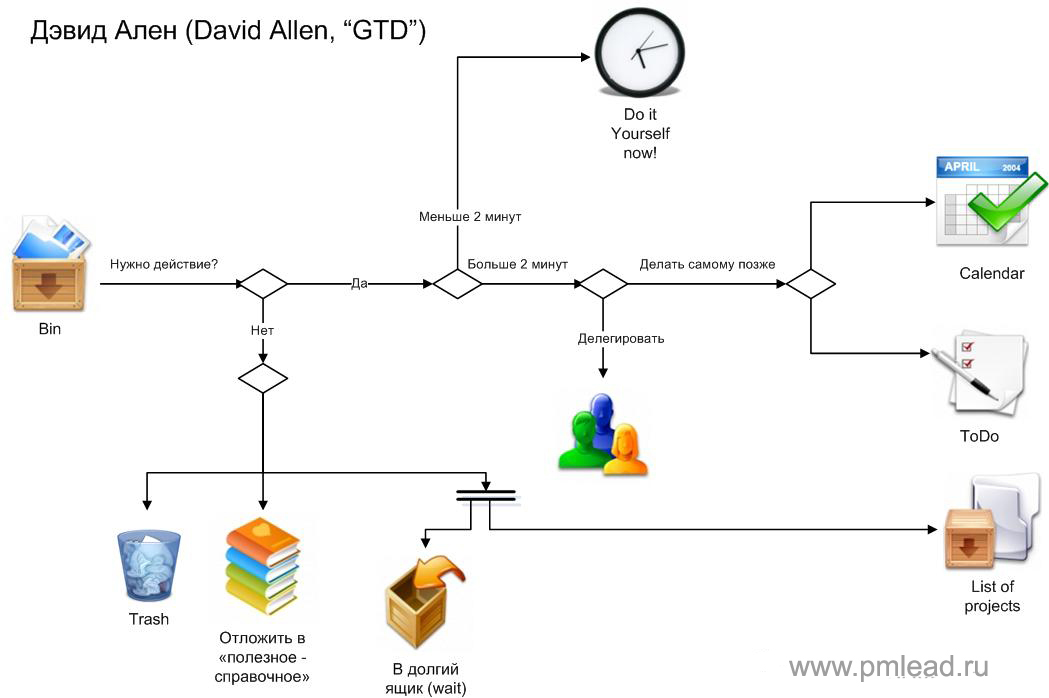 Дэвид Ален (David Allen, “GTD”)
Do it
Yourself
now!
APRIL 2004
Меньше 2 минут
Нужно действие?
Больше 2 минут
Делать самому позже
Да
Calendar
Bin
Нет
Делегировать
ToDo
List of
projects
Trash
Отложить в
«полезное -
справочное»
В долгий
ящик (wait)
www.pmlead.ru